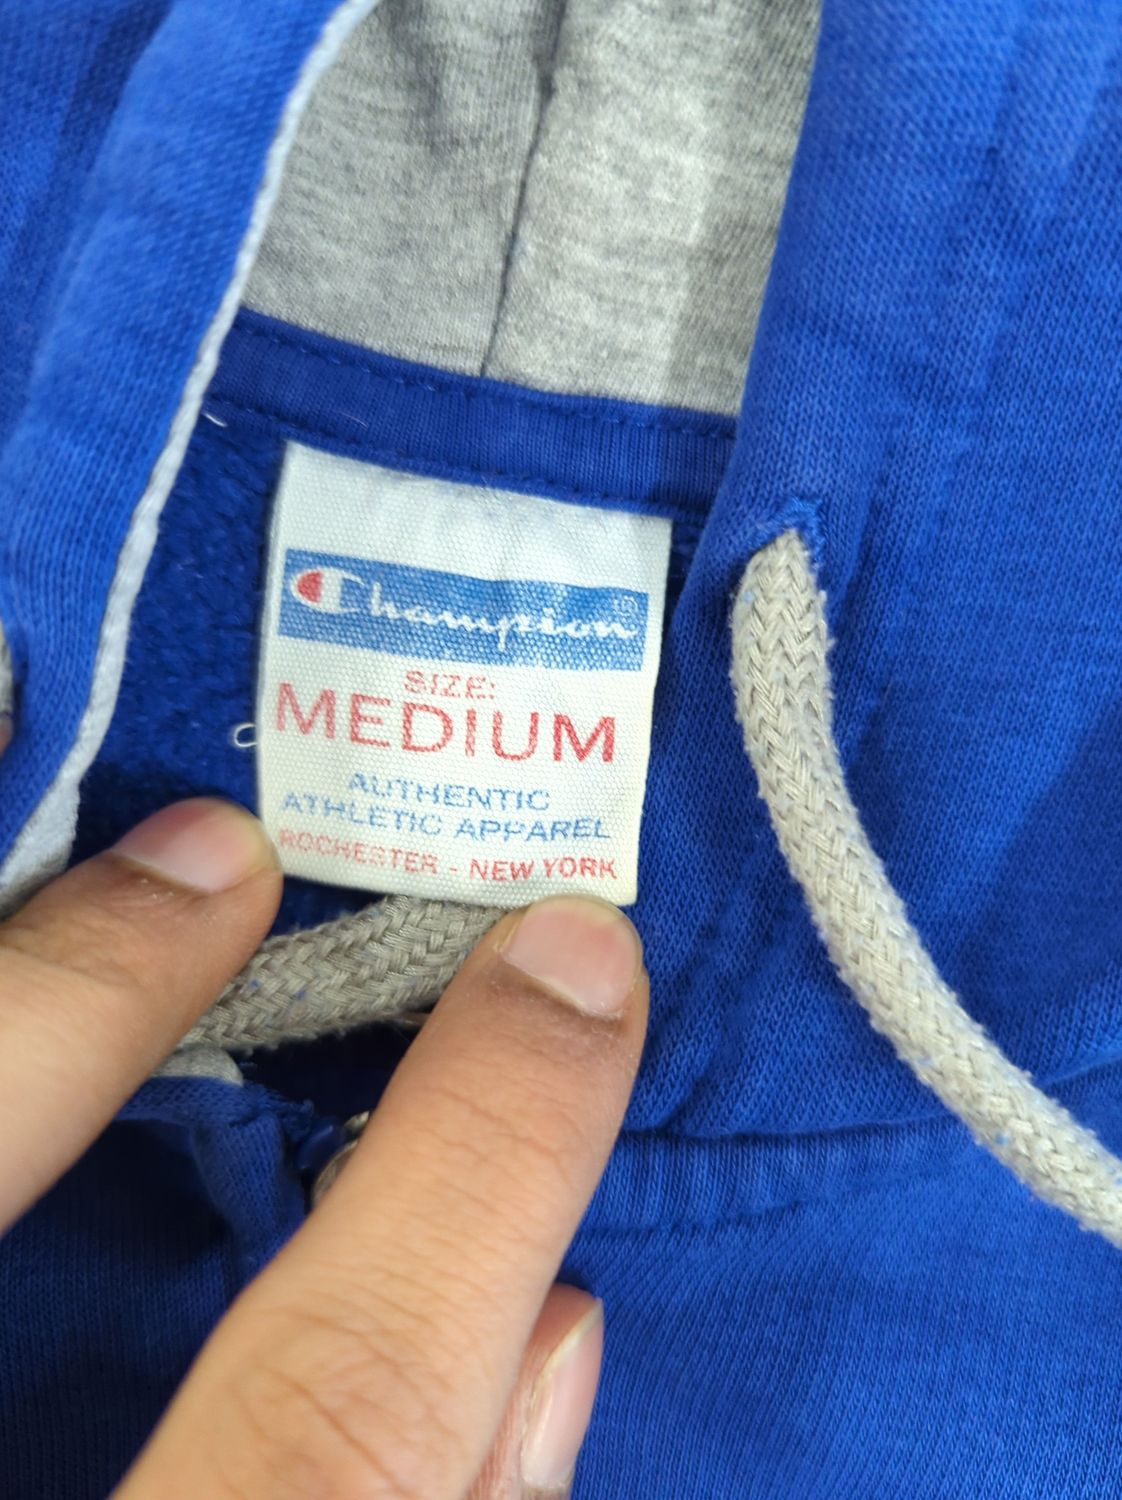 Champion®
SIZE:
MEDIUM
AUTHENTIC
ATHLETIC APPAREL
ROCHESTER - NEW YORK